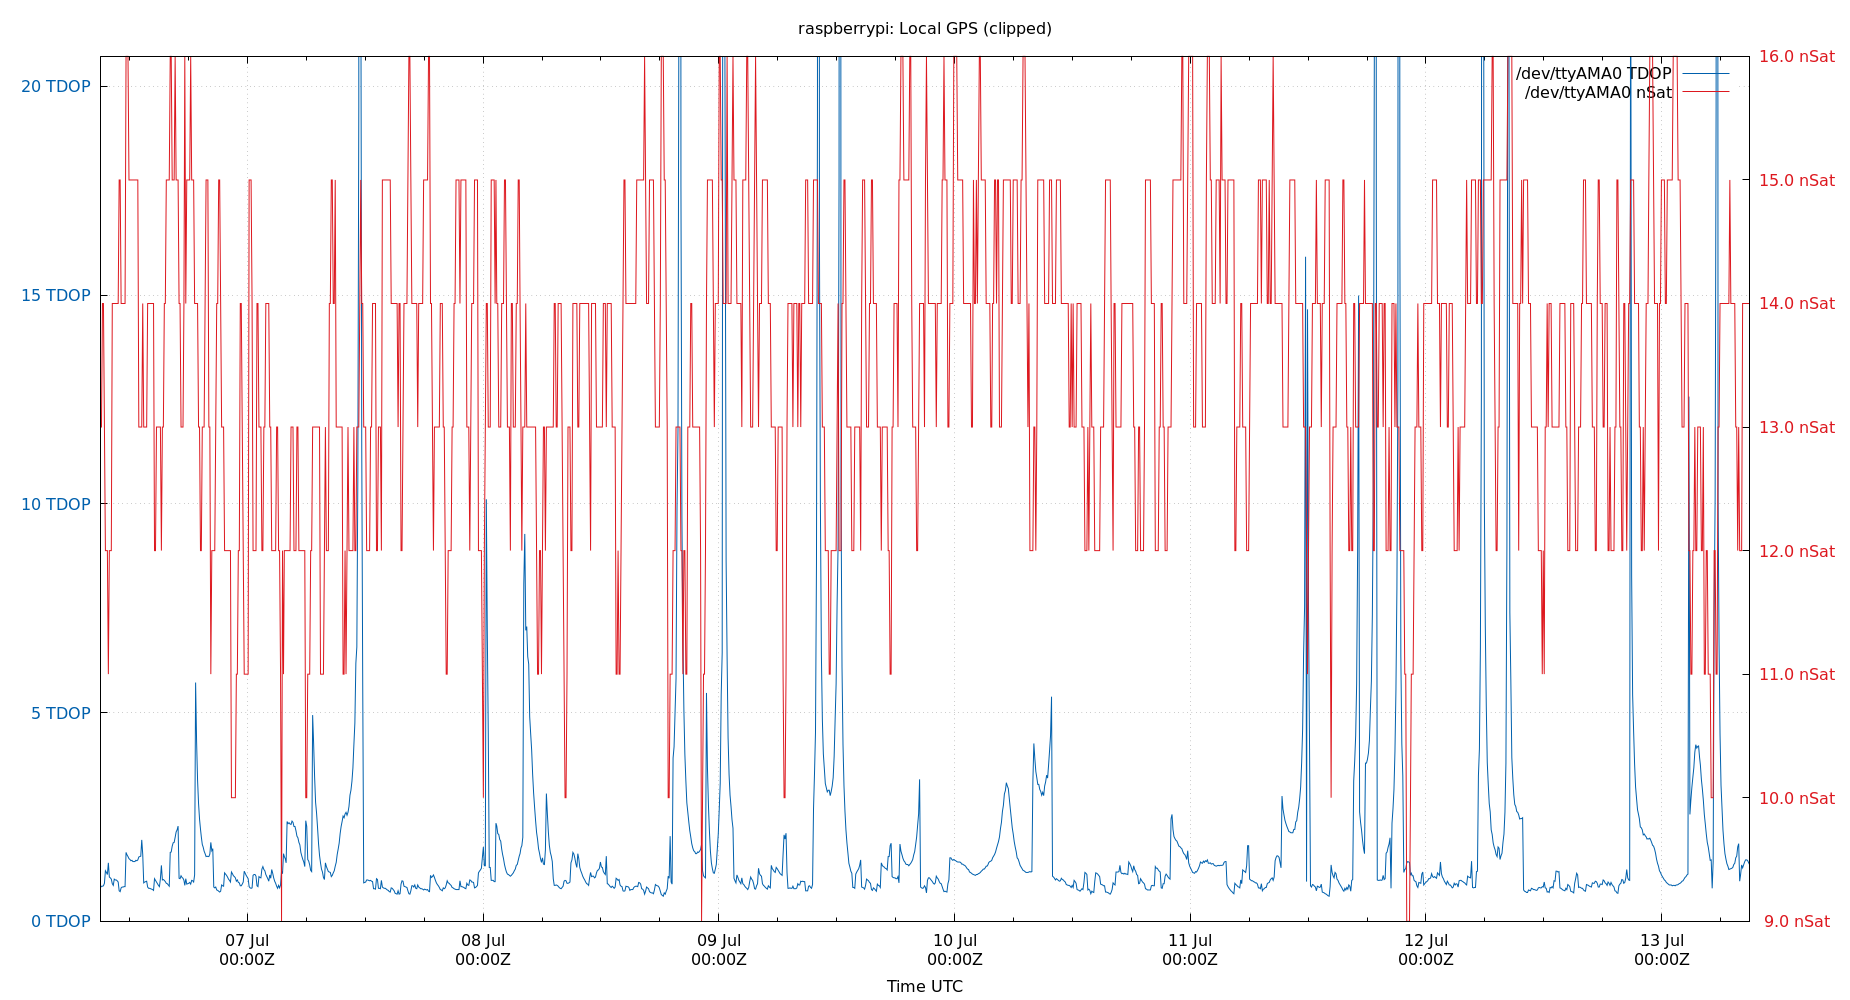 raspberrypi: Local GPS (clipped)
20 TDOP
15 TDOP
10 TDOP
5 TDOP
0 TDOP
16.0 nSat
15.0 nSat
14.0 nSat
13.0 nSat
12.0 nSat
11.0 nSat
10.0 nSat
9.0 nSat
/dev/ttyAMA0 TDOP
/dev/ttyAMA0 nSat
07 Jul
00:00Z
08 Jul
00:00Z
09 Jul
00:00Z
10 Jul
00:00Z
11 Jul
00:00Z
12 Jul
00:00Z
13 Jul
00:00Z
Time UTC